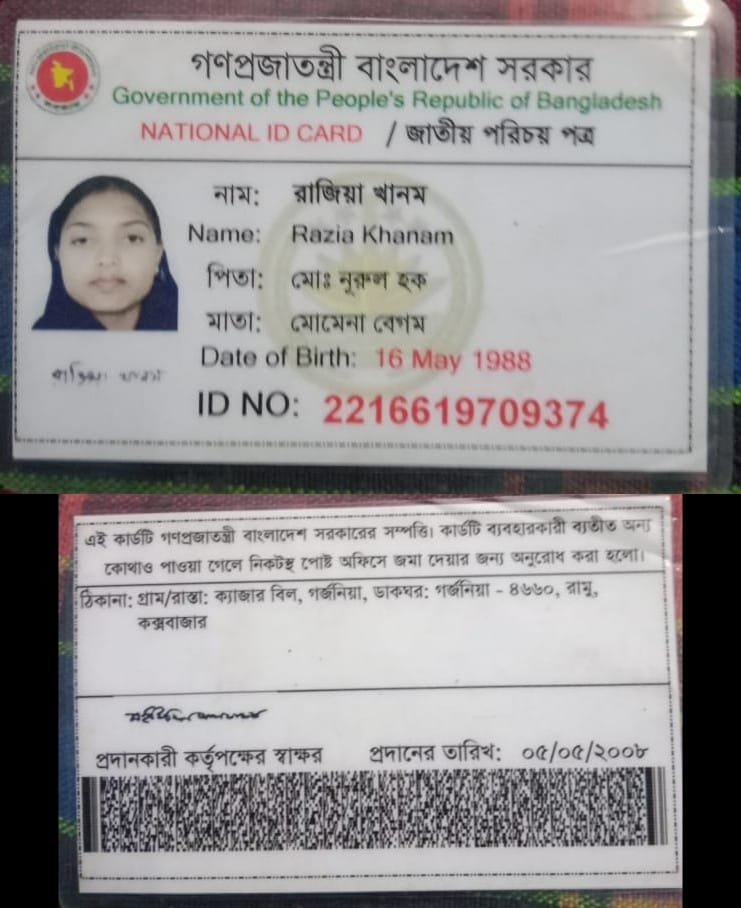 গণপ্রজাতন্ত্রী বাংলাদেশ সরকার
Government of the People's Republic of Bangladesh
NATIONAL ID CARD / জাতীয় পরিচয় পত্র
নাম: রাজিয়া খানম
Name: Razia Khanam
পিতা: মোঃ নূরুল হক
মাতা: মোমেনা বেগম
Date of Birth: 16 May 1988
ID NO: 2216619709374
এই কার্ডটি গণপ্রজাতন্ত্রী বাংলাদেশ সরকারের সম্পত্তি। কার্ডটি ব্যবহারকারী ব্যতীত অন্য
কোথাও পাওয়া গেলে নিকটস্থ পোষ্ট অফিসে জমা দেয়ার জন্য অনুরোধ করা হলো।
ঠিকানা: গ্রাম/রাস্তা: ক্যাজার বিল, গর্জনিয়া, ডাকঘর: গর্জনিয়া - ৪৬৬০, রামু,
কক্সবাজার
প্রদানকারী কর্তৃপক্ষের স্বাক্ষর প্রদানের তারিখ: ০৫/০৫/২০০৮